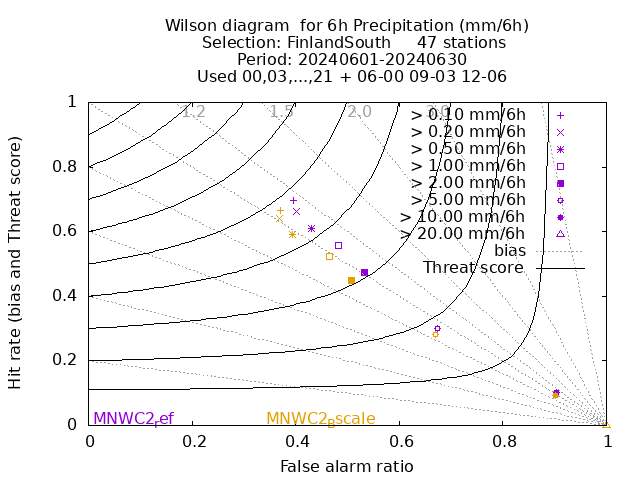 Wilson diagram  for 6h Precipitation (mm/6h)
Selection: FinlandSouth     47 stations
Period: 20240601-20240630
Used 00,03,...,21 + 06-00 09-03 12-06
Hit rate (bias and Threat score)
1
0.8
0.6
0.4
0.2
0
1.2
1.5
2.0
3.0
> 0.10 mm/6h
> 0.20 mm/6h
> 0.50 mm/6h
> 1.00 mm/6h
> 2.00 mm/6h
> 5.00 mm/6h
> 10.00 mm/6h
> 20.00 mm/6h
bias
Threat score
MNWC2ref
MNWC2Bscale
0
0.2
0.4
0.6
0.8
1
False alarm ratio